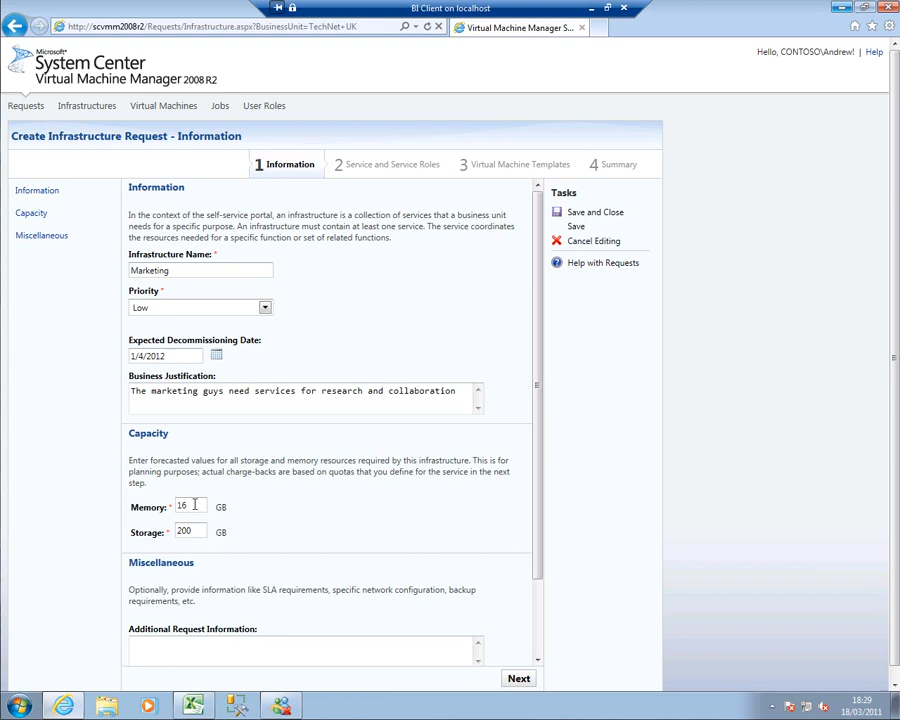 BI Client on localhost
http://scvmm2008r2/Requests/Infrastructure.aspx?BusinessUnit=TechNet+UK
Virtual Machine Manager S...
Microsoft
System Center
Virtual Machine Manager 2008 R2
Hello, CONTOSO\Andrew! | Help
Requests Infrastructures Virtual Machines Jobs User Roles
Create Infrastructure Request - Information
1 Information 2 Service and Service Roles 3 Virtual Machine Templates 4 Summary
Information
Capacity
Miscellaneous
Information
In the context of the self-service portal, an infrastructure is a collection of services that a business unit
needs for a specific purpose. An infrastructure must contain at least one service. The service coordinates
the resources needed for a specific function or set of related functions.
Infrastructure Name: *
Marketing
Priority *
Low
Expected Decommissioning Date:
1/4/2012
Business Justification:
The marketing guys need services for research and collaboration
Capacity
Enter forecasted values for all storage and memory resources required by this infrastructure. This is for
planning purposes; actual charge-backs are based on quotas that you define for the service in the next
step.
Memory: * 16 GB
Storage: * 200 GB
Miscellaneous
Optionally, provide information like SLA requirements, specific network configuration, backup
requirements, etc.
Additional Request Information:
Next
Tasks
Save and Close
Save
Cancel Editing
Help with Requests
18:29
18/03/2011